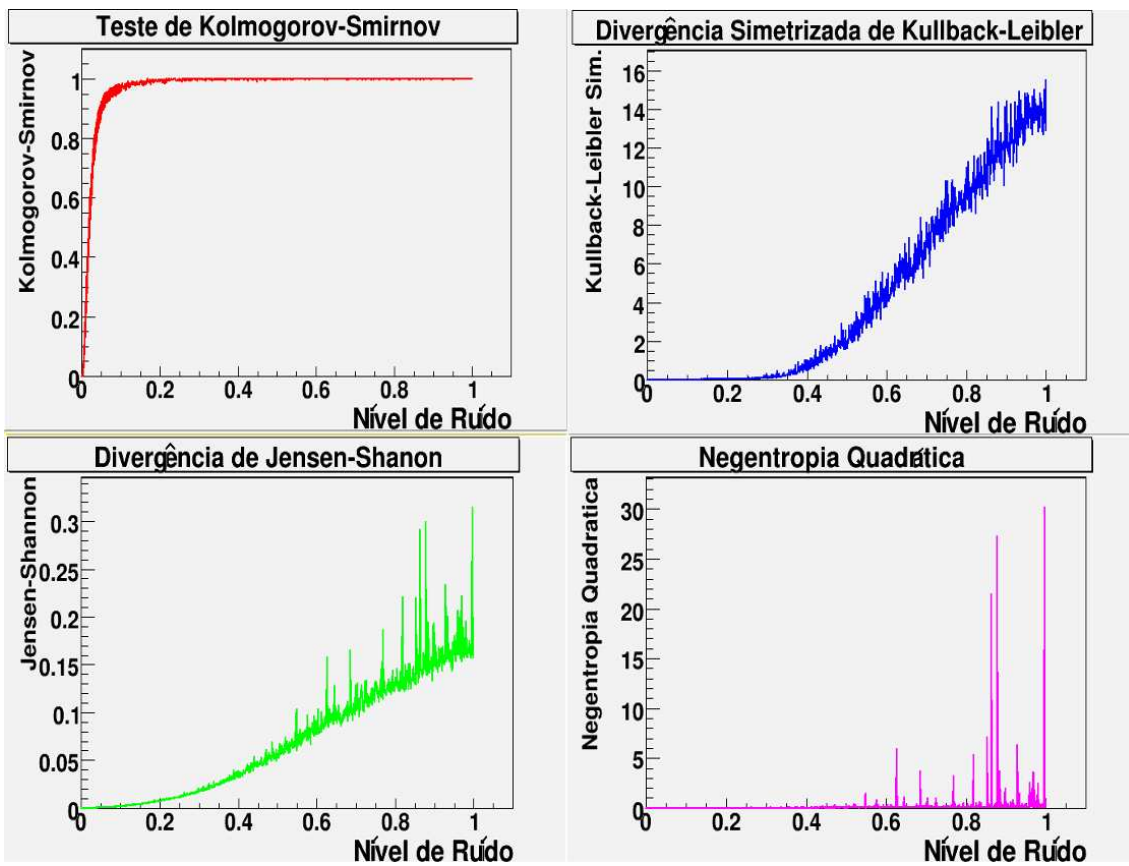 Teste de Kolmogorov-Smirnov
Kolmogorov-Smirnov
1
0.8
0.6
0.4
0.2
0
0 0.2 0.4 0.6 0.8 1
Nível de Ruído
Divergência Simetrizada de Kullback-Leibler
Kullback-Leibler Sim.
16
14
12
10
8
6
4
2
0
0 0.2 0.4 0.6 0.8 1
Nível de Ruído
Divergência de Jensen-Shanon
Jensen-Shannon
0.3
0.25
0.2
0.15
0.1
0.05
0
0 0.2 0.4 0.6 0.8 1
Nível de Ruído
Negentropia Quadrática
Negentropia Quadratica
30
25
20
15
10
5
0
0 0.2 0.4 0.6 0.8 1
Nível de Ruído